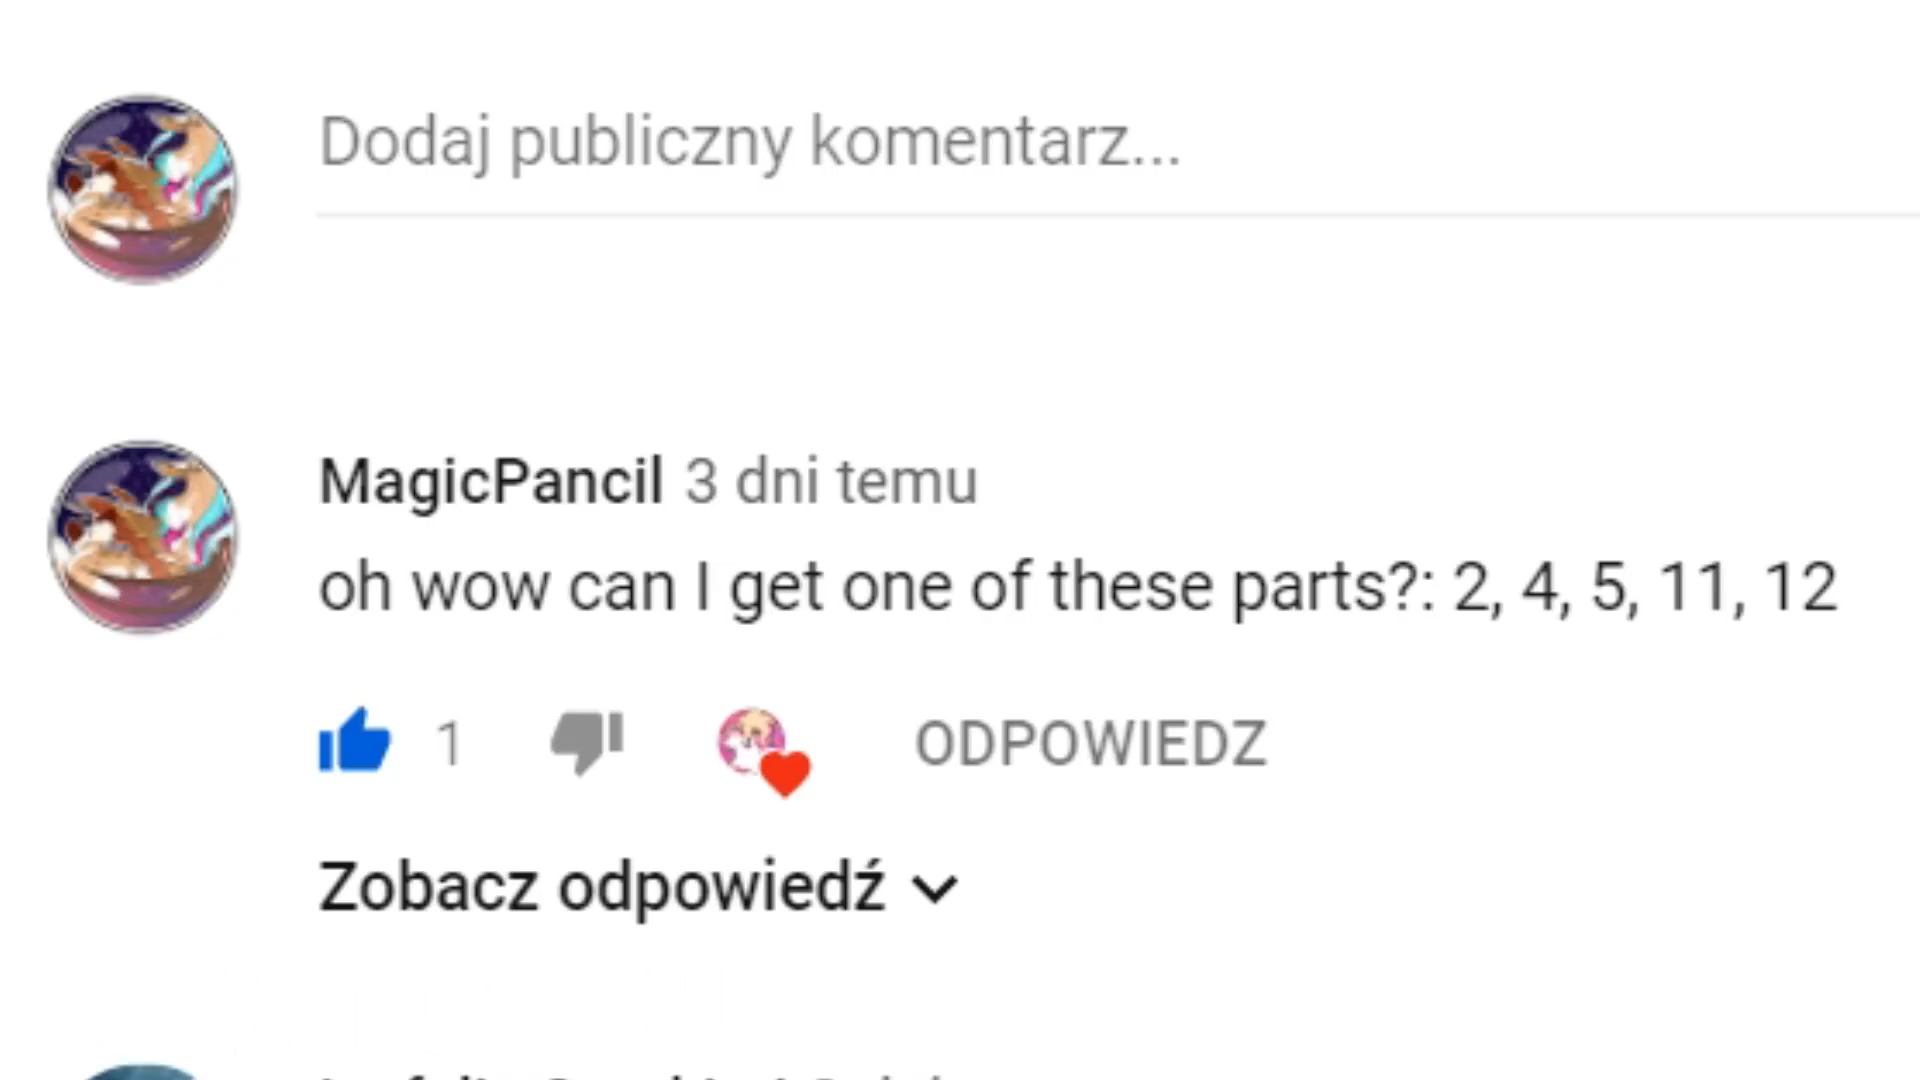 Dodaj publiczny komentarz...
MagicPancil 3 dni temu
oh wow can I get one of these parts?: 2, 4, 5, 11, 12
1 ODPOWIEDZ
Zobacz odpowiedź